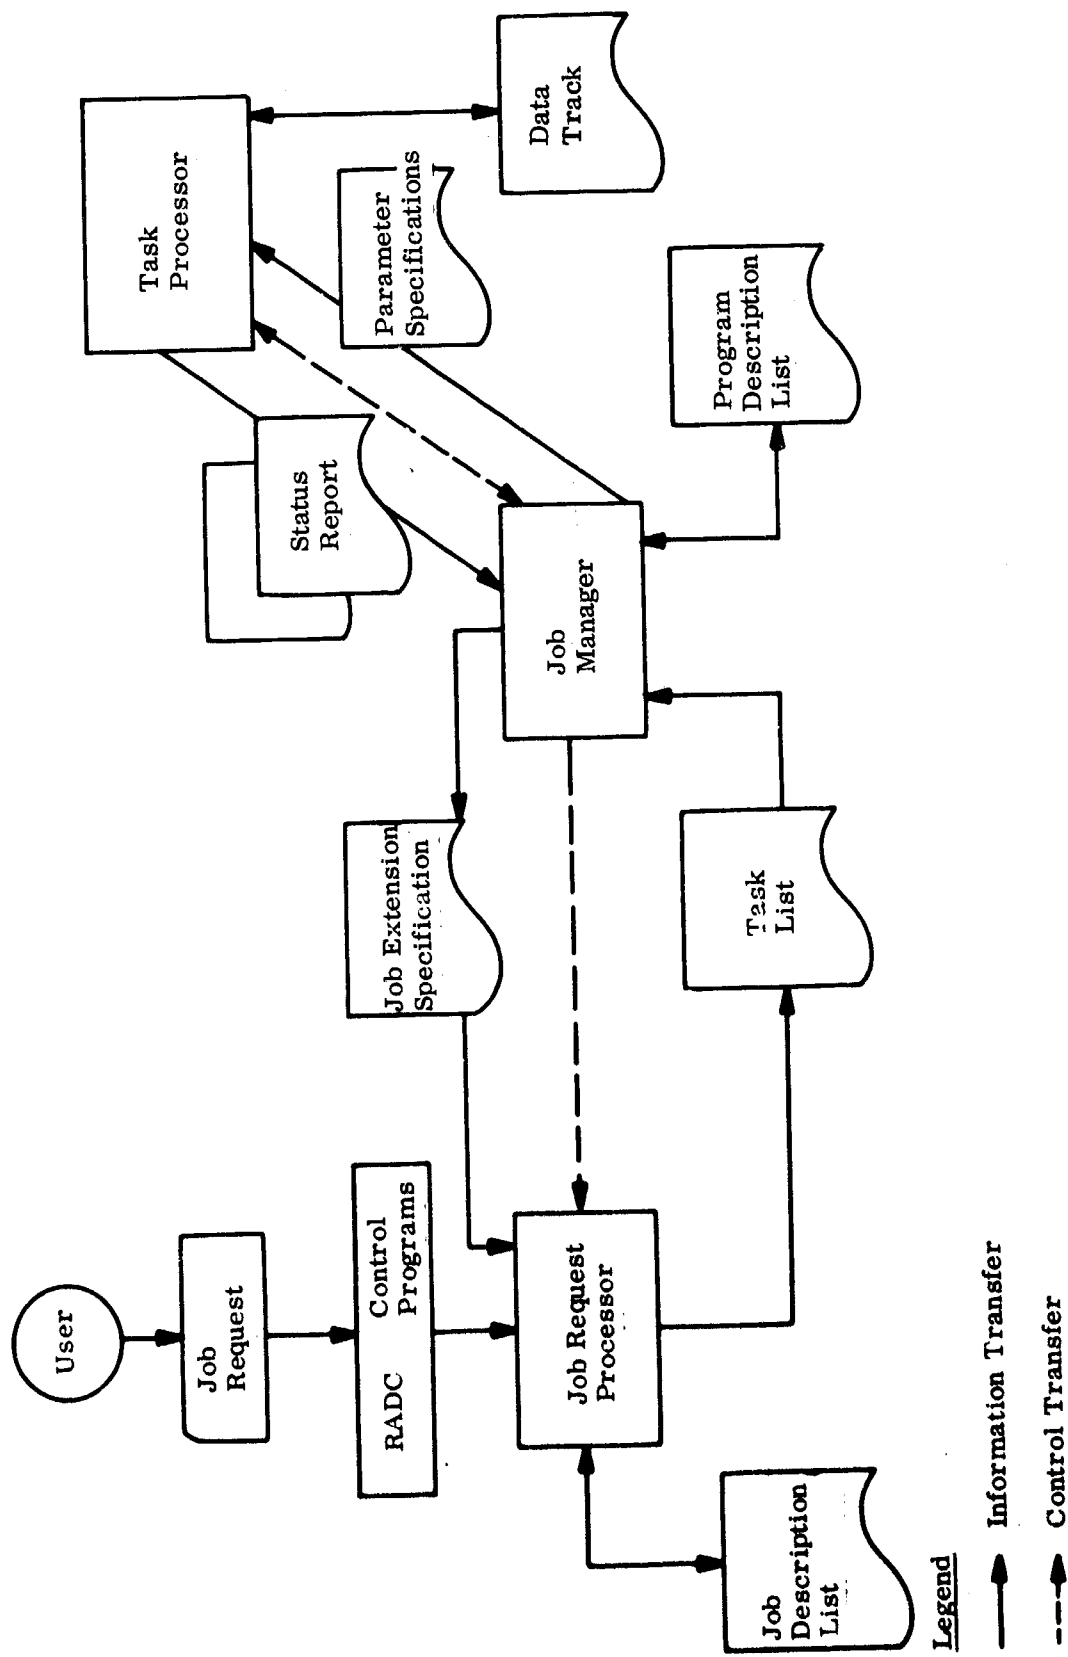 User
Job
Request
RADC Control
Programs
Job Request
Processor
Job
Description
List
Job Extension
Specification
Task
List
Job
Manager
Status
Report
Task
Processor
Parameter
Specifications
Data
Track
Program
Description
List
Legend
Information Transfer
Control Transfer